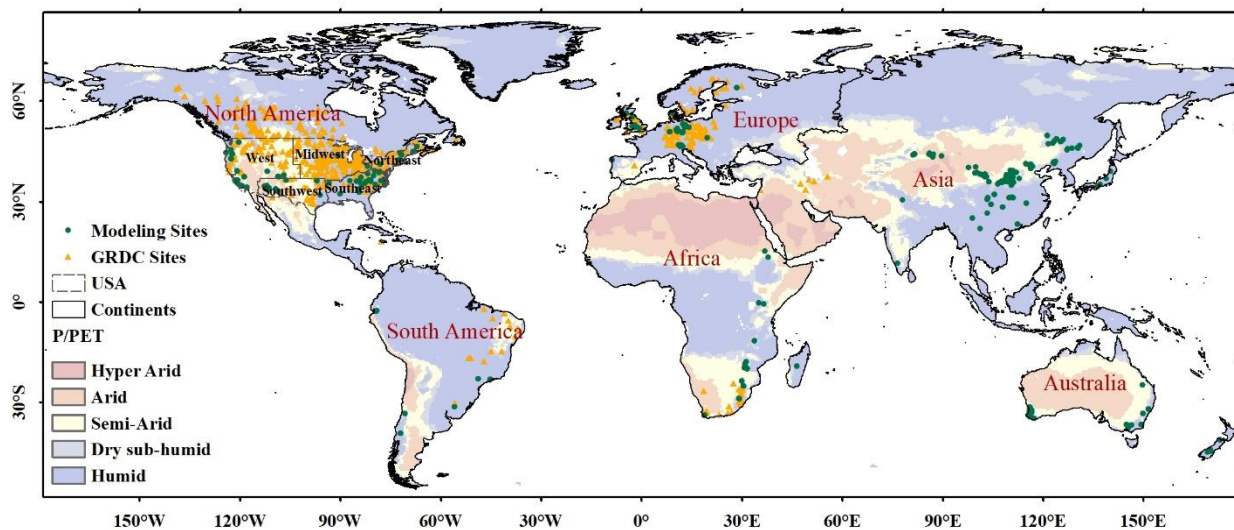 North America
Europe
West
Midwest
Northeast
Southwest
Southeast
Asia
Africa
South America
Australia
Modeling Sites
GRDC Sites
USA
Continents
P/PET
Hyper Arid
Arid
Semi-Arid
Dry sub-humid
Humid
60°N
30°N
0°
30°S
150°W 120°W 90°W 60°W 30°W 0° 30°E 60°E 90°E 120°E 150°E